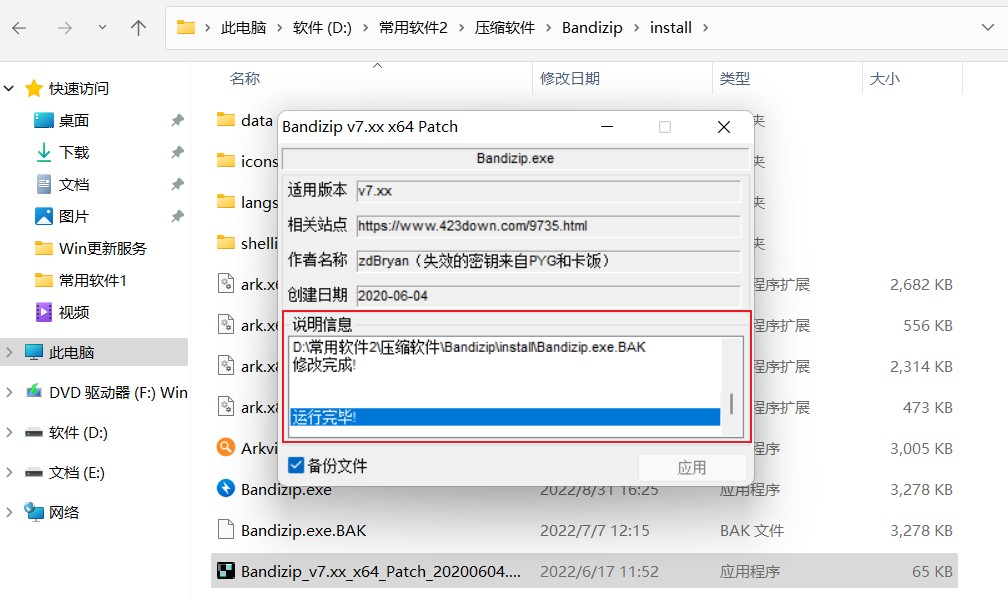 此电脑 › 软件 (D:) › 常用软件2 › 压缩软件 › Bandizip › install ›
名称 修改日期 类型 大小
快速访问
桌面
下载
文档
图片
Win更新服务
常用软件1
视频
此电脑
DVD 驱动器 (F:) Win
软件 (D:)
文档 (E:)
网络
data 夹
icons 夹
langs 夹
shelli 夹
ark.x 程序扩展 2,682 KB
ark.x 程序扩展 556 KB
ark.x8 程序扩展 2,314 KB
ark.x8 程序扩展 473 KB
Arkvi 程序 3,005 KB
Bandizip.exe 2022/8/31 16:25 应用程序 3,278 KB
Bandizip.exe.BAK 2022/7/7 12:15 BAK 文件 3,278 KB
Bandizip_v7.xx_x64_Patch_20200604.... 2022/6/17 11:52 应用程序 65 KB
Bandizip v7.xx x64 Patch
Bandizip.exe
适用版本 v7.xx
相关站点 https://www.423down.com/9735.html
作者名称 zdBryan（失效的密钥来自PYG和卡饭）
创建日期 2020-06-04
说明信息
D:\常用软件2\压缩软件\Bandizip\install\Bandizip.exe.BAK
修改完成!
运行完毕!
备份文件 应用